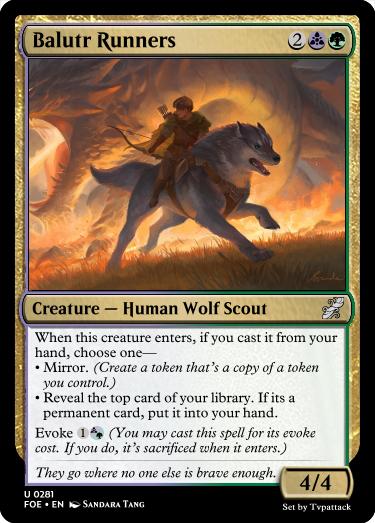 Balutr Runners
2
Creature — Human Wolf Scout
When this creature enters, if you cast it from your
hand, choose one—
• Mirror. (Create a token that's a copy of a token
you control.)
• Reveal the top card of your library. If its a
permanent card, put it into your hand.
Evoke 1 (You may cast this spell for its evoke
cost. If you do, it's sacrificed when it enters.)
They go where no one else is brave enough.
4/4
U 0281
FOE • EN Sandara Tang
Set by Tvpattack